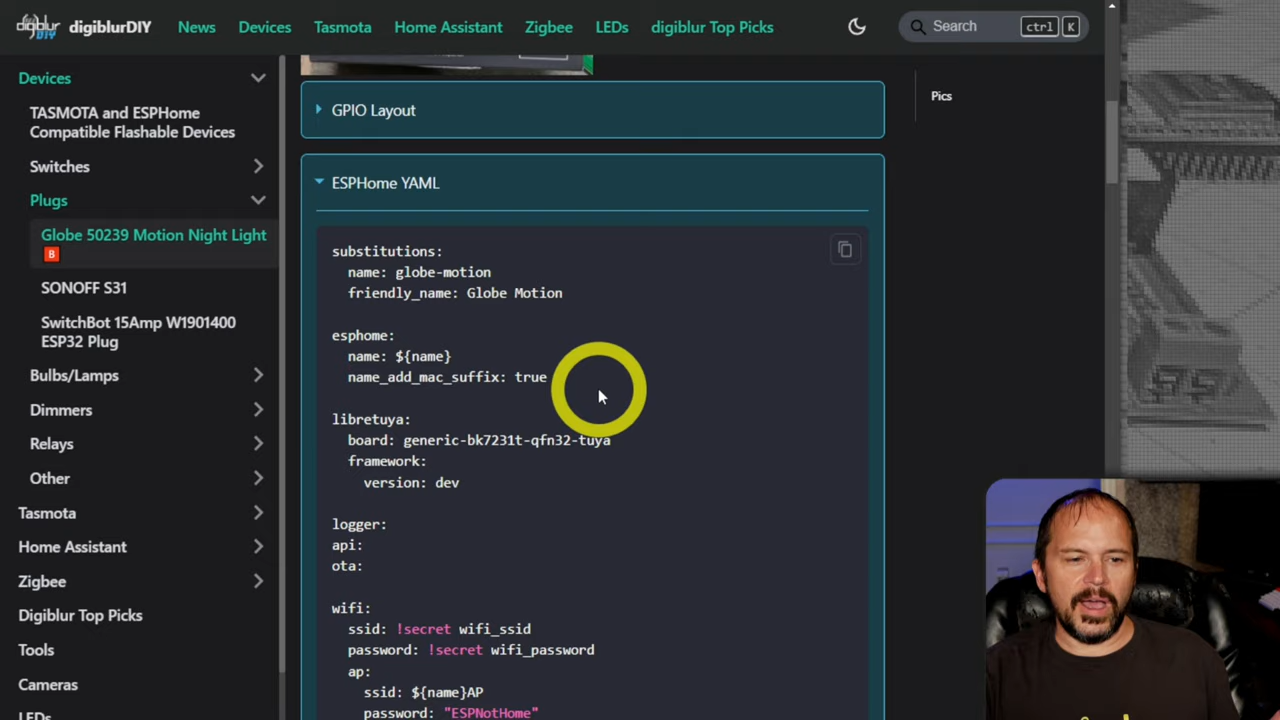 digiblurDIY
News
Devices
Tasmota
Home Assistant
Zigbee
LEDs
digiblur Top Picks
Search
ctrl
K
Devices
TASMOTA and ESPHome
Compatible Flashable Devices
Switches
Plugs
Globe 50239 Motion Night Light
B
SONOFF S31
SwitchBot 15Amp W1901400
ESP32 Plug
Bulbs/Lamps
Dimmers
Relays
Other
Tasmota
Home Assistant
Zigbee
Digiblur Top Picks
Tools
Cameras
LEDs
GPIO Layout
ESPHome YAML
substitutions:
name: globe-motion
friendly_name: Globe Motion
esphome:
name: ${name}
name_add_mac_suffix: true
libretuya:
board: generic-bk7231t-qfn32-tuya
framework:
version: dev
logger:
api:
ota:
wifi:
ssid: !secret wifi_ssid
password: !secret wifi_password
ap:
ssid: ${name}AP
password: "ESPNotHome"
Pics